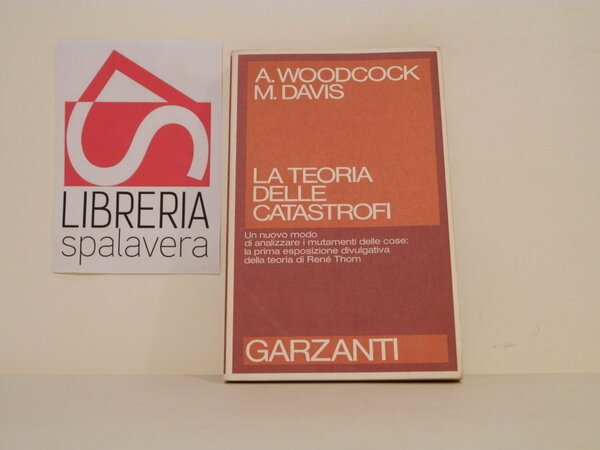 LIBRERIA
spalavera
A. WOODCOCK
M. DAVIS
LA TEORIA
DELLE
CATASTROFI
Un nuovo modo
di analizzare i mutamenti delle cose:
la prima esposizione divulgativa
della teoria di René Thom
GARZANTI